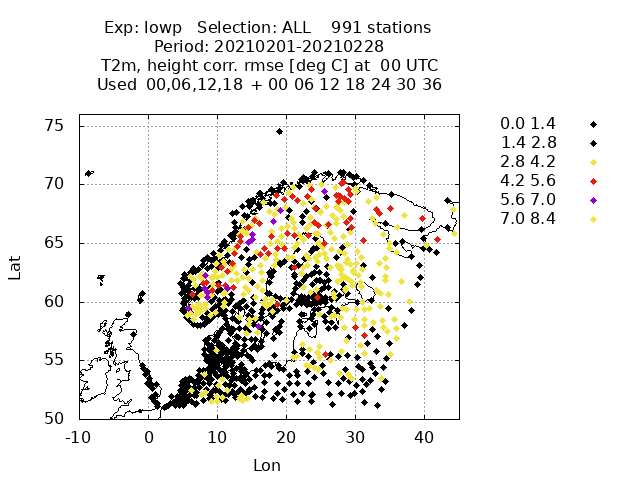 Exp: lowp   Selection: ALL    991 stations
Period: 20210201-20210228
T2m, height corr. rmse [deg C] at  00 UTC
Used  00,06,12,18 + 00 06 12 18 24 30 36
0.0 1.4
1.4 2.8
2.8 4.2
4.2 5.6
5.6 7.0
7.0 8.4
75
70
65
60
55
50
Lat
-10 0 10 20 30 40
Lon